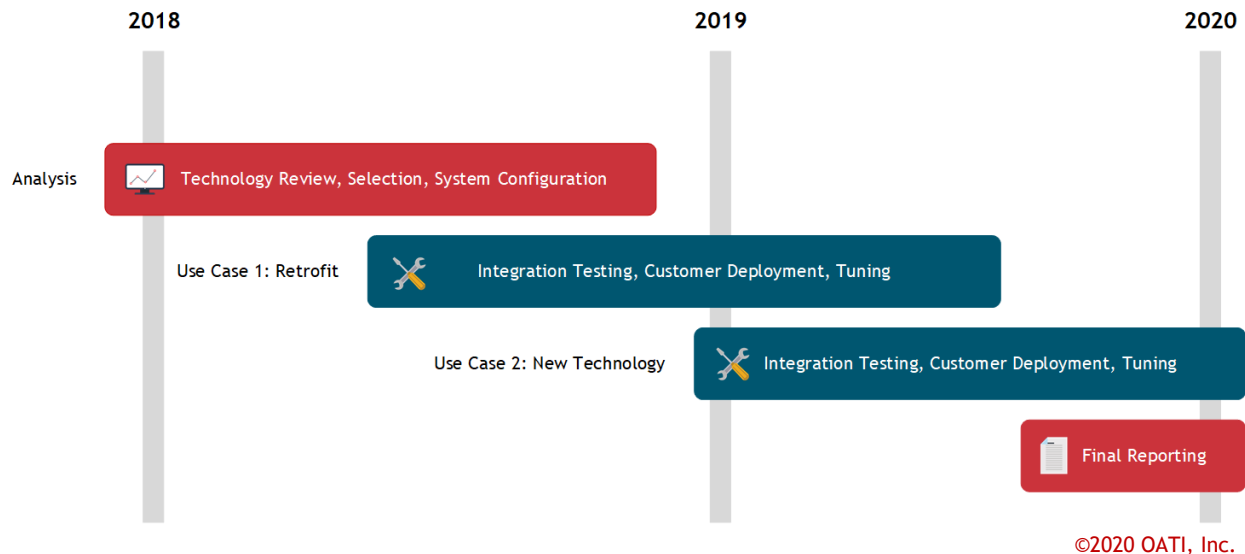 2018
2019
2020
Analysis
Technology Review, Selection, System Configuration
Use Case 1: Retrofit
Integration Testing, Customer Deployment, Tuning
Use Case 2: New Technology
Integration Testing, Customer Deployment, Tuning
Final Reporting
©2020 OATI, Inc.